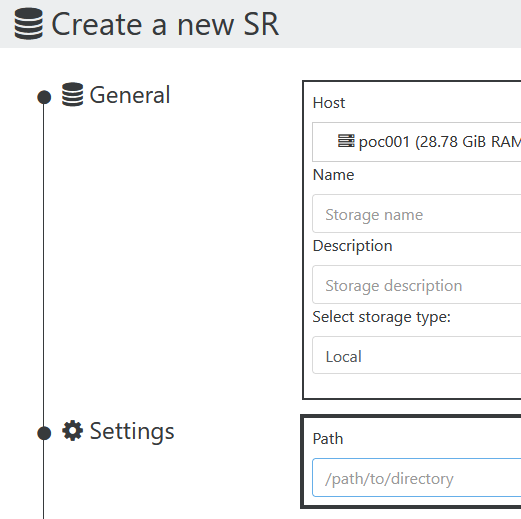 Create a new SR
General
Host
poc001 (28.78 GiB RAM
Name
Storage name
Description
Storage description
Select storage type:
Local
Settings
Path
/path/to/directory